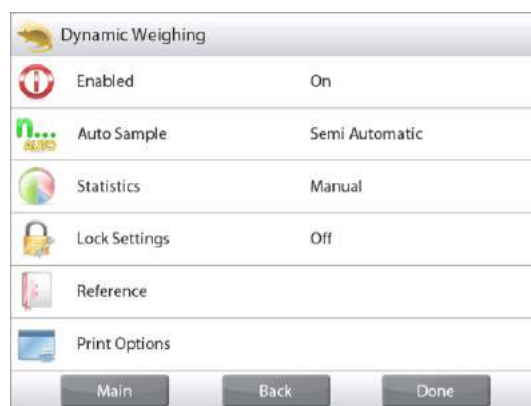 Dynamic Weighing
Enabled On
n... AUTO Auto Sample Semi Automatic
Statistics Manual
Lock Settings Off
Reference
Print Options
Main Back Done